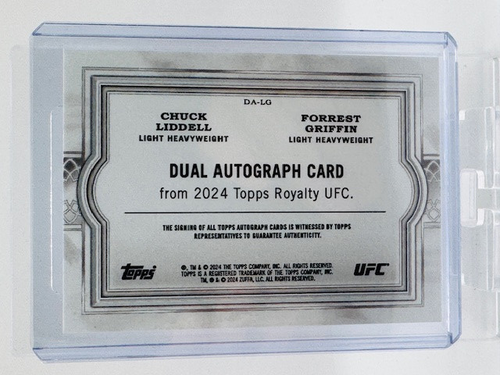 DA-LG
CHUCK
LIDDELL
LIGHT HEAVYWEIGHT
FORREST
GRIFFIN
LIGHT HEAVYWEIGHT
DUAL AUTOGRAPH CARD
from 2024 Topps Royalty UFC.
THE SIGNING OF ALL TOPPS AUTOGRAPH CARDS IS WITNESSED BY TOPPS
REPRESENTATIVES TO GUARANTEE AUTHENTICITY.
topps
®, TM & © 2024 THE TOPPS COMPANY, INC. ALL RIGHTS RESERVED.
TOPPS IS A REGISTERED TRADEMARK OF THE TOPPS COMPANY, INC.
TM, ® & © 2024 ZUFFA, LLC. ALL RIGHTS RESERVED.
UFC